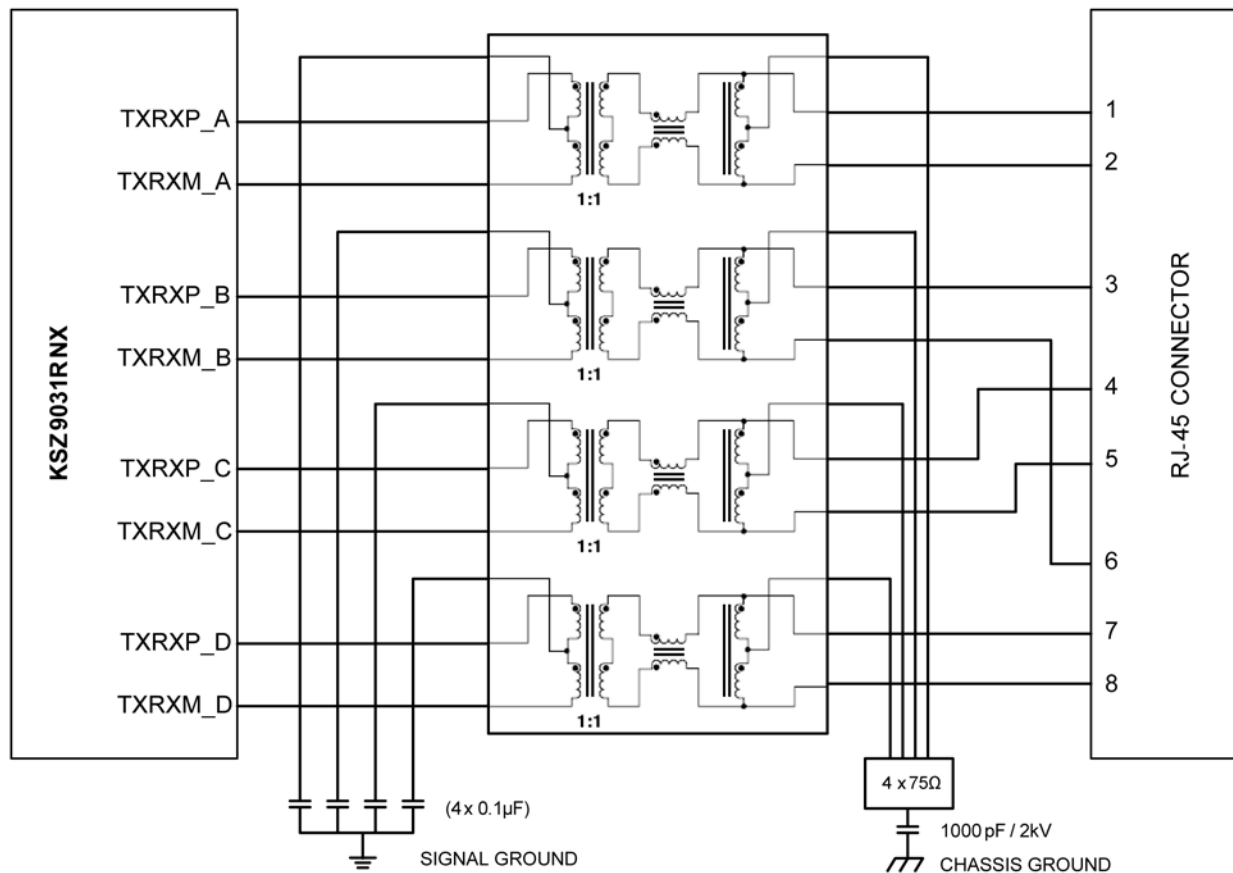 KSZ9031RNX
TXRXP_A
TXRXM_A
TXRXP_B
TXRXM_B
TXRXP_C
TXRXM_C
TXRXP_D
TXRXM_D
1:1
1:1
1:1
1:1
1
2
3
4
5
6
7
8
RJ-45 CONNECTOR
(4x 0.1µF)
SIGNAL GROUND
4 x 75Ω
1000 pF / 2kV
CHASSIS GROUND